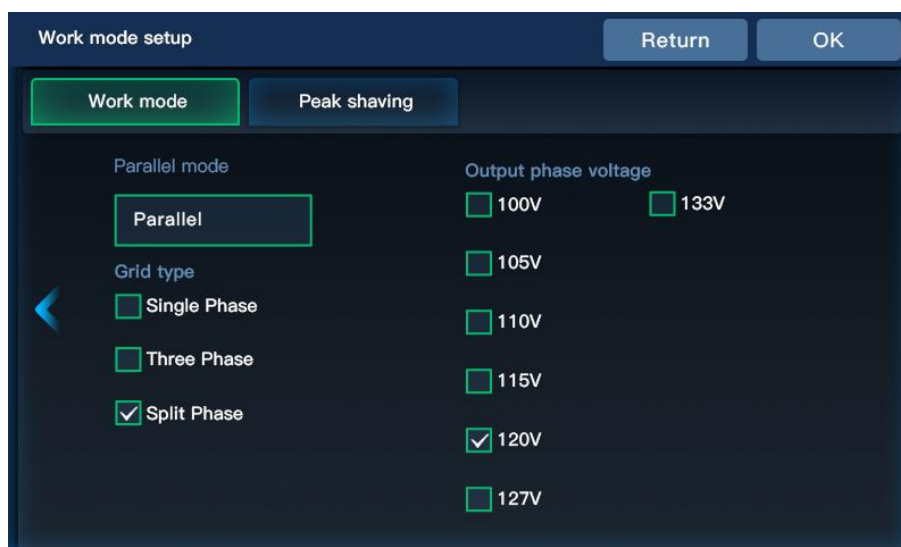 Work mode setup
Return
OK
Work mode
Peak shaving
Parallel mode
Parallel
Grid type
Single Phase
Three Phase
Split Phase
Output phase voltage
100V
133V
105V
110V
115V
120V
127V